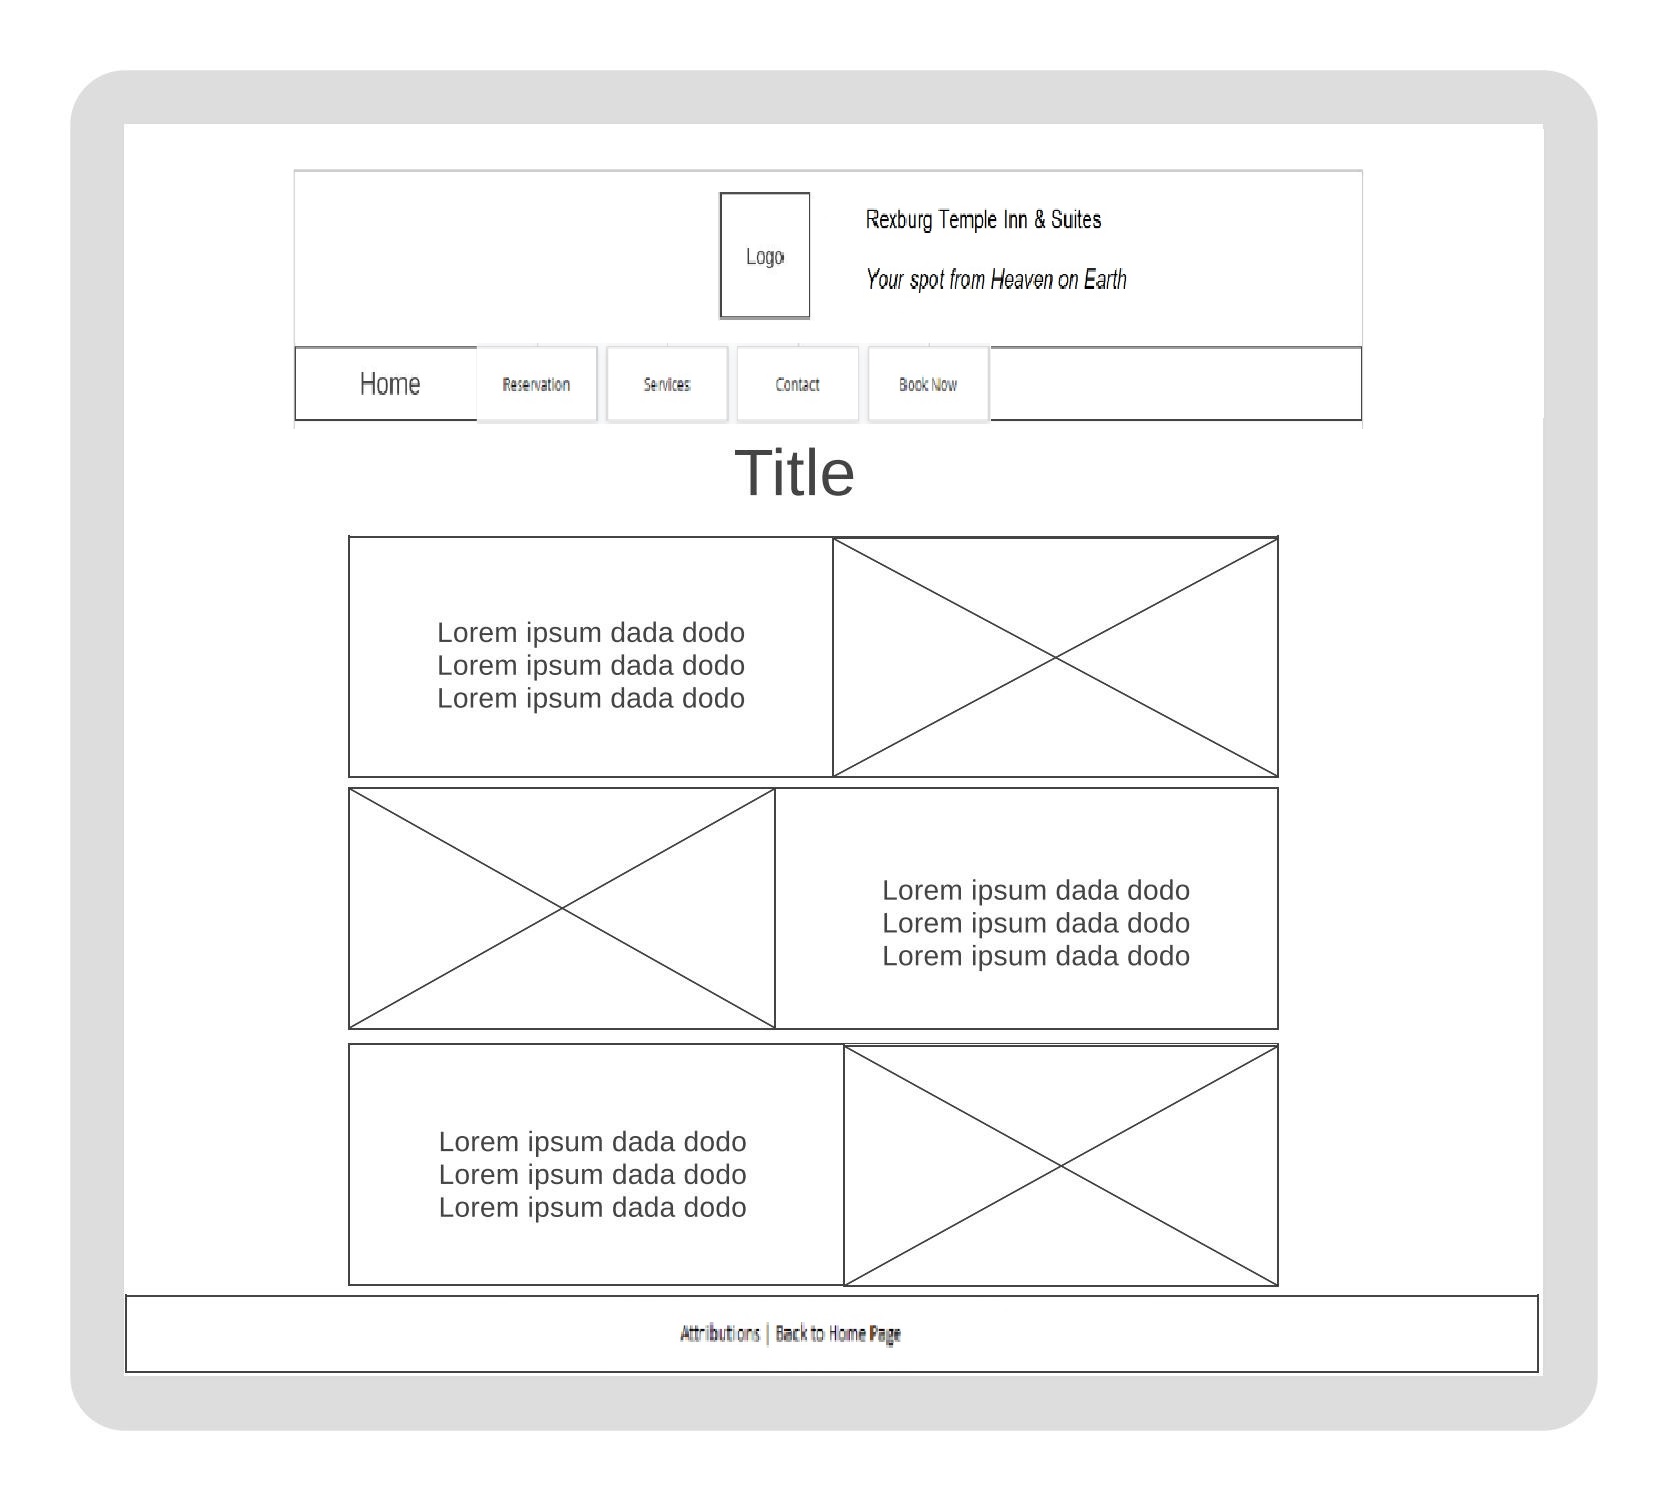 Logo
Rexburg Temple Inn & Suites
Your spot from Heaven on Earth
Home
Reservation
Services
Contact
Book Now
Title
Lorem ipsum dada dodo
Lorem ipsum dada dodo
Lorem ipsum dada dodo
Lorem ipsum dada dodo
Lorem ipsum dada dodo
Lorem ipsum dada dodo
Lorem ipsum dada dodo
Lorem ipsum dada dodo
Lorem ipsum dada dodo
Attributions | Back to Home Page